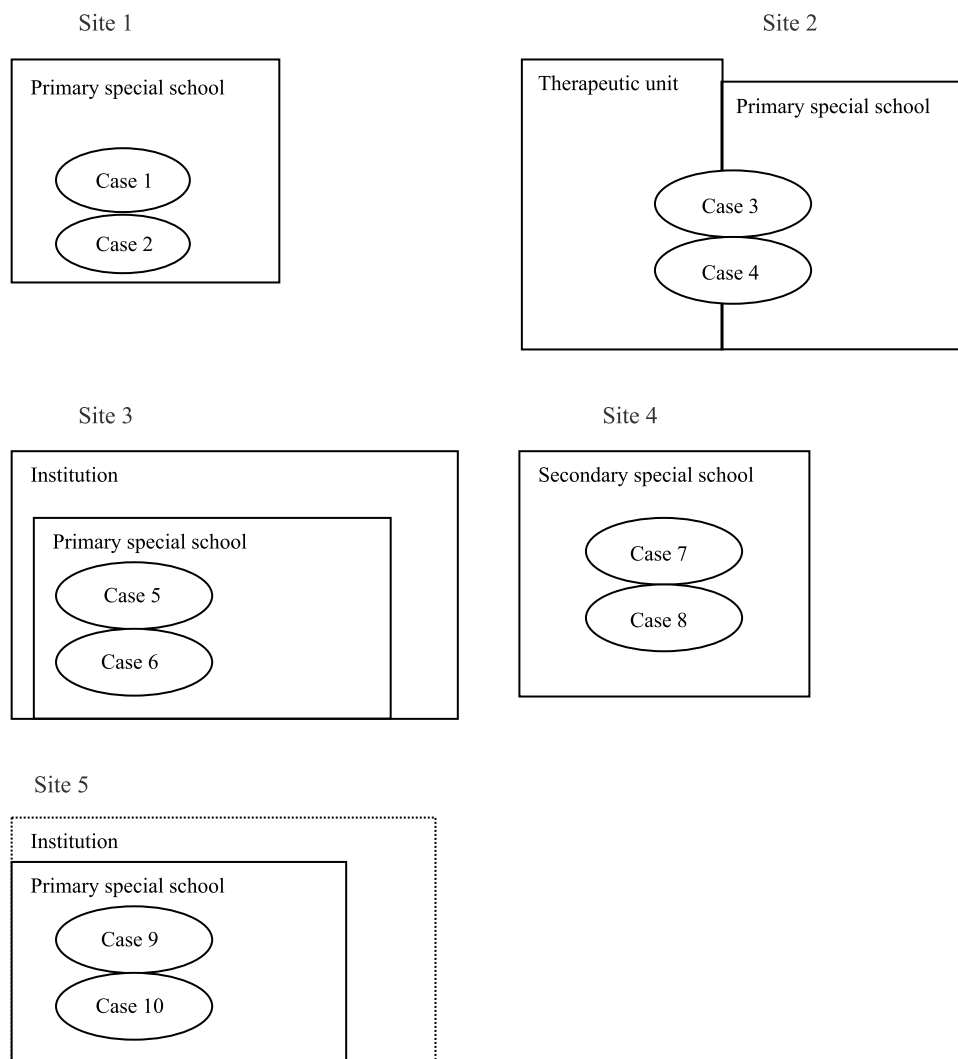 Site 1
Primary special school
Case 1
Case 2
Site 2
Therapeutic unit
Primary special school
Case 3
Case 4
Site 3
Institution
Primary special school
Case 5
Case 6
Site 4
Secondary special school
Case 7
Case 8
Site 5
Institution
Primary special school
Case 9
Case 10